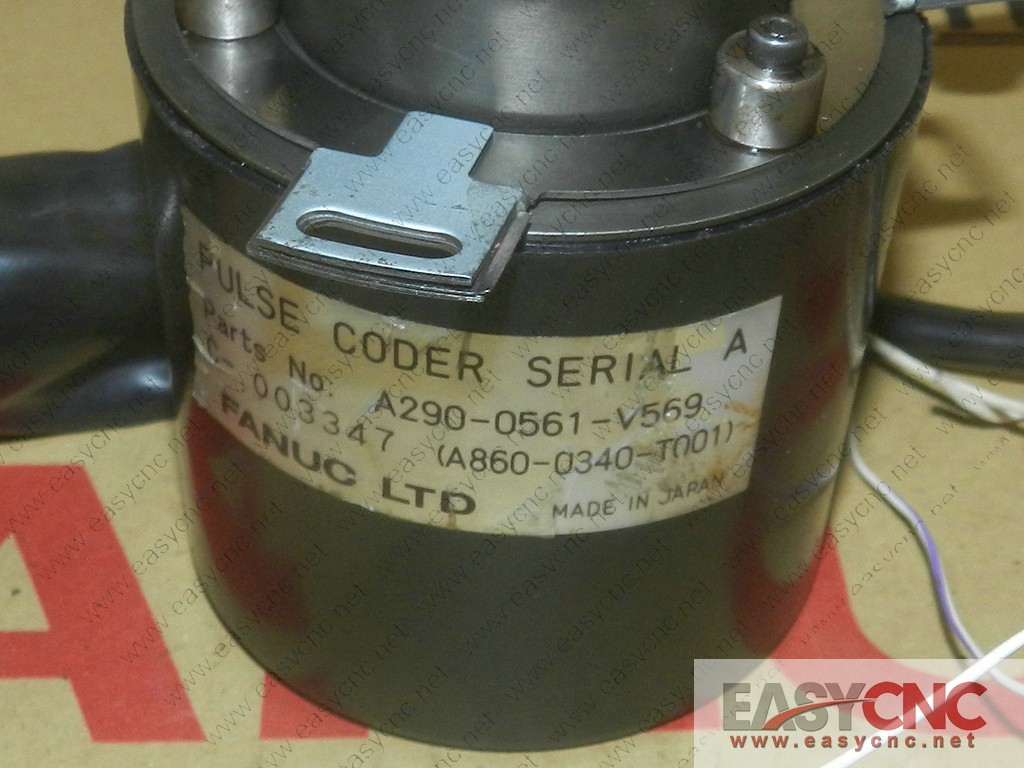 PULSE CODER SERIAL A
Parts No. A290-0561-V569
C- 003347 (A860-0340-T001)
FANUC LTD MADE IN JAPAN
EASYCNC
www.easycnc.net